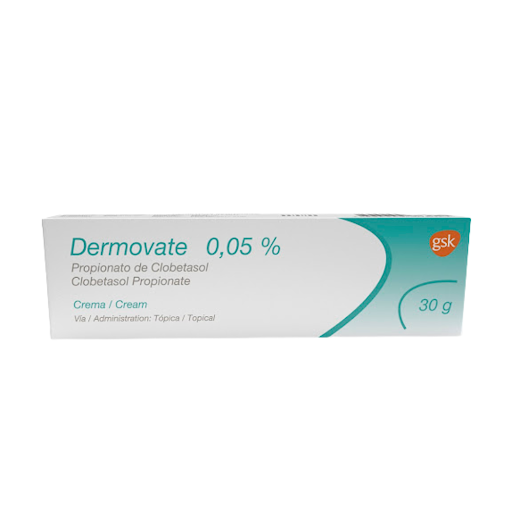 Dermovate 0,05 %
Propionato de Clobetasol
Clobetasol Propionate
Crema / Cream
Vía / Administration: Tópica / Topical
gsk
30 g